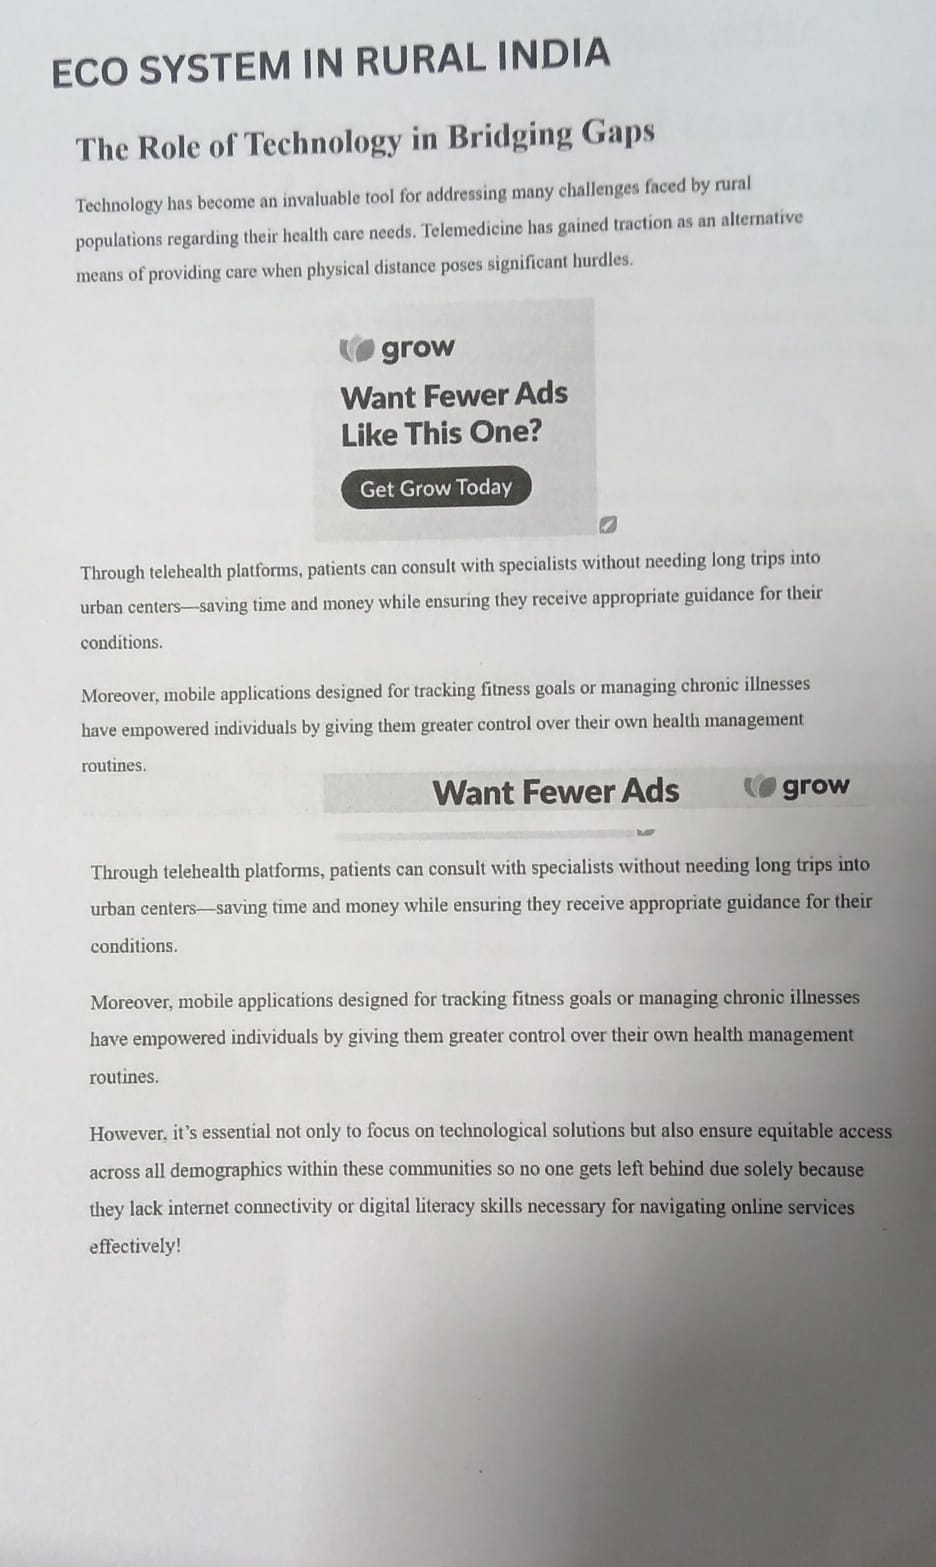 ECO SYSTEM IN RURAL INDIA
The Role of Technology in Bridging Gaps
Technology has become an invaluable tool for addressing many challenges faced by rural
populations regarding their health care needs. Telemedicine has gained traction as an alternative
means of providing care when physical distance poses significant hurdles.
grow
Want Fewer Ads
Like This One?
Get Grow Today
Through telehealth platforms, patients can consult with specialists without needing long trips into
urban centers—saving time and money while ensuring they receive appropriate guidance for their
conditions.
Moreover, mobile applications designed for tracking fitness goals or managing chronic illnesses
have empowered individuals by giving them greater control over their own health management
routines.
Want Fewer Ads grow
Through telehealth platforms, patients can consult with specialists without needing long trips into
urban centers—saving time and money while ensuring they receive appropriate guidance for their
conditions.
Moreover, mobile applications designed for tracking fitness goals or managing chronic illnesses
have empowered individuals by giving them greater control over their own health management
routines.
However, it’s essential not only to focus on technological solutions but also ensure equitable access
across all demographics within these communities so no one gets left behind due solely because
they lack internet connectivity or digital literacy skills necessary for navigating online services
effectively!